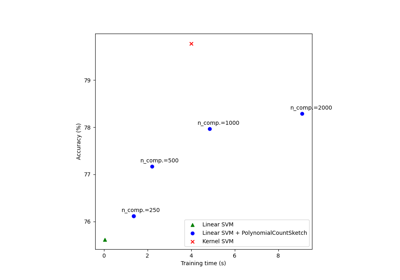 79
78
77
76
Accuracy (%)
n_comp.=2000
n_comp.=1000
n_comp.=500
n_comp.=250
Linear SVM
Linear SVM + PolynomialCountSketch
Kernel SVM
0
2
4
6
8
Training time (s)